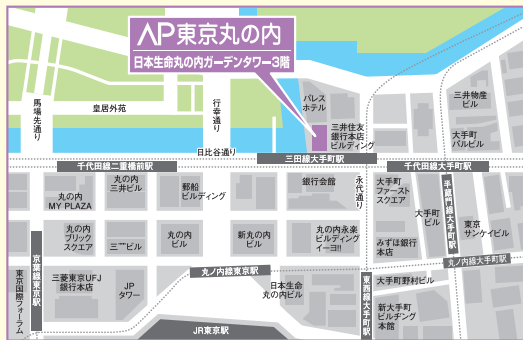 AP東京丸の内
日本生命丸の内ガーデンタワー3階
馬場先通り
皇居外苑
行幸通り
日比谷通り
パレス
ホテル
三井住友
銀行本店
ビルディング
三井物産
ビル
大手町
パルビル
千代田線二重橋前駅
三田線大手町駅
千代田線大手町駅
丸の内
MY PLAZA
丸の内
三井ビル
郵船
ビルディング
銀行会館
永代通り
大手町
ファースト
スクエア
大手町
ビル
半蔵門線大手町駅
東京
サンケイビル
丸の内
ブリック
スクエア
丸の内
ビル
新丸の内
ビル
丸の内永楽
ビルディング
イーヨ!!
みずほ銀行
本店
丸ノ内線大手町駅
京葉線東京駅
東京国際フォーラム
三菱東京UFJ
銀行本店
JP
タワー
丸ノ内線東京駅
日本生命
丸の内ビル
東西線大手町駅
大手町野村ビル
新大手町
ビルヂング
本館
JR東京駅